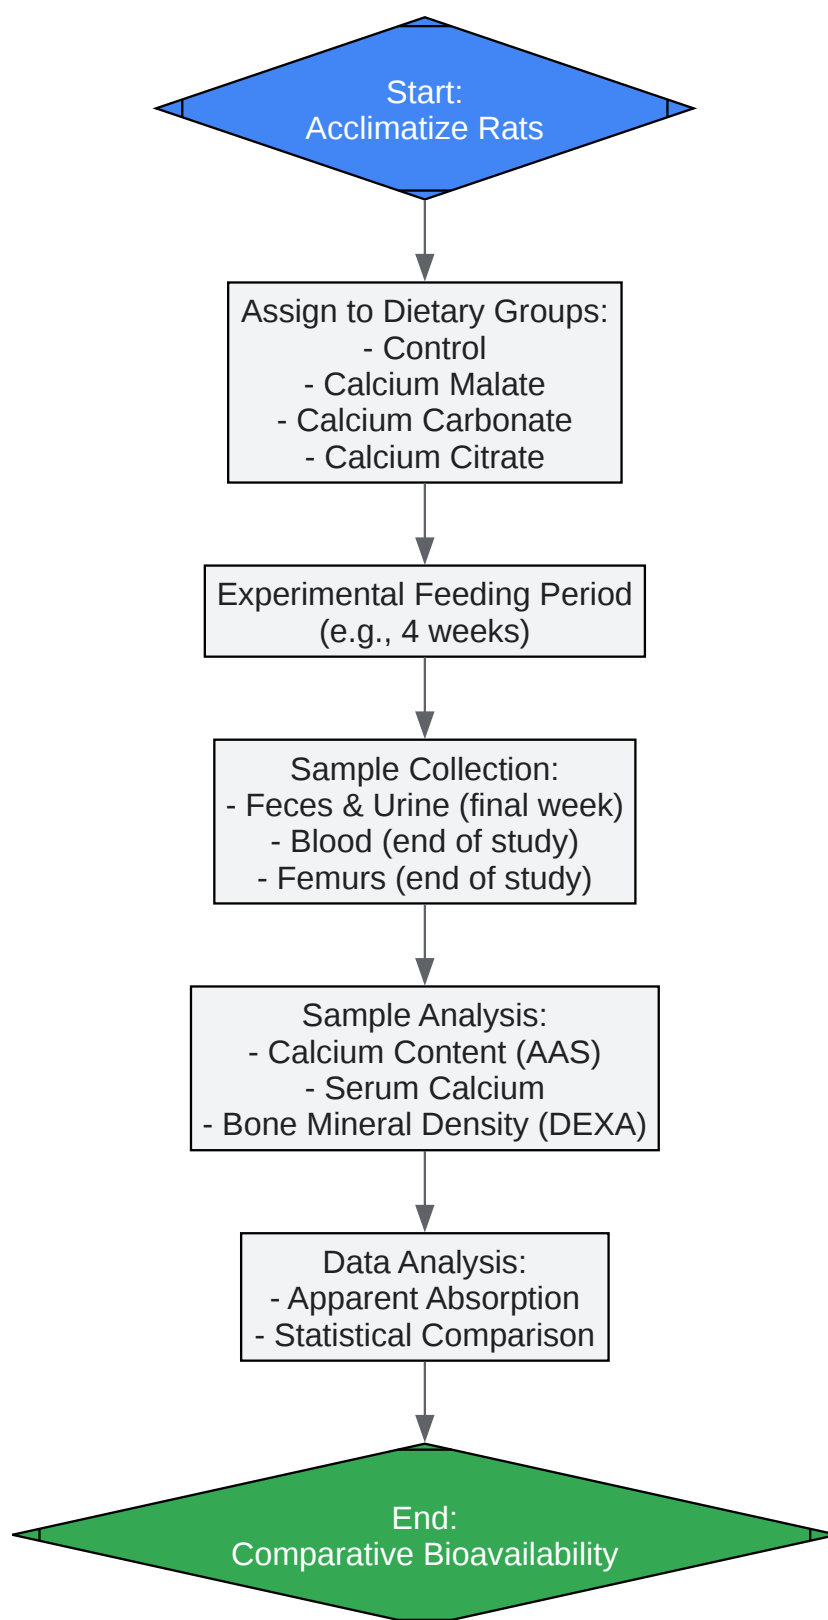 Start:
Acclimatize Rats
Assign to Dietary Groups:
- Control
- Calcium Malate
- Calcium Carbonate
- Calcium Citrate
Experimental Feeding Period
(e.g., 4 weeks)
Sample Collection:
- Feces & Urine (final week)
- Blood (end of study)
- Femurs (end of study)
Sample Analysis:
- Calcium Content (AAS)
- Serum Calcium
- Bone Mineral Density (DEXA)
Data Analysis:
- Apparent Absorption
- Statistical Comparison
End:
Comparative Bioavailability